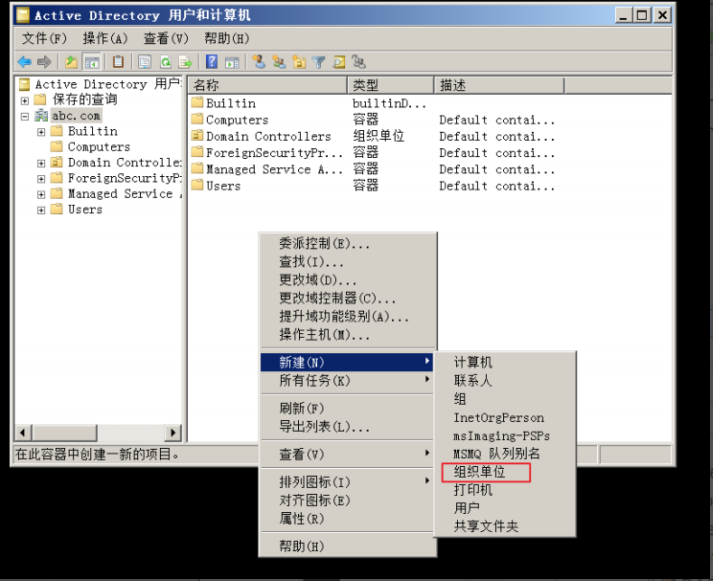 Active Directory 用户和计算机
文件(F) 操作(A) 查看(V) 帮助(H)
Active Directory 用户
保存的查询
abc.com
Builtin
Computers
Domain Controlle
ForeignSecurityP
Managed Service
Users
名称 类型 描述
Builtin builtinD...
Computers 容器 Default contai...
Domain Controllers 组织单位 Default contai...
ForeignSecurityPr... 容器 Default contai...
Managed Service A... 容器 Default contai...
Users 容器 Default contai...
委派控制(E)...
查找(I)...
更改域(D)...
更改域控制器(C)...
提升域功能级别(A)...
操作主机(M)...
新建(N)
所有任务(K)
刷新(F)
导出列表(L)...
查看(V)
排列图标(I)
对齐图标(E)
属性(R)
帮助(H)
计算机
联系人
组
InetOrgPerson
msImaging-PSPs
MSMQ 队列别名
组织单位
打印机
用户
共享文件夹
在此容器中创建一新的项目。